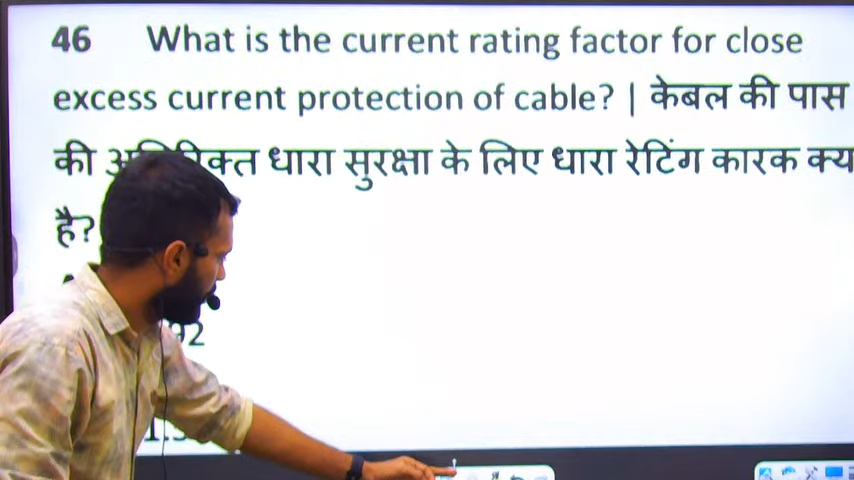 46 What is the current rating factor for close
excess current protection of cable? | केबल की पास
की धारा सुरक्षा के लिए धारा रेटिंग कारक
है?